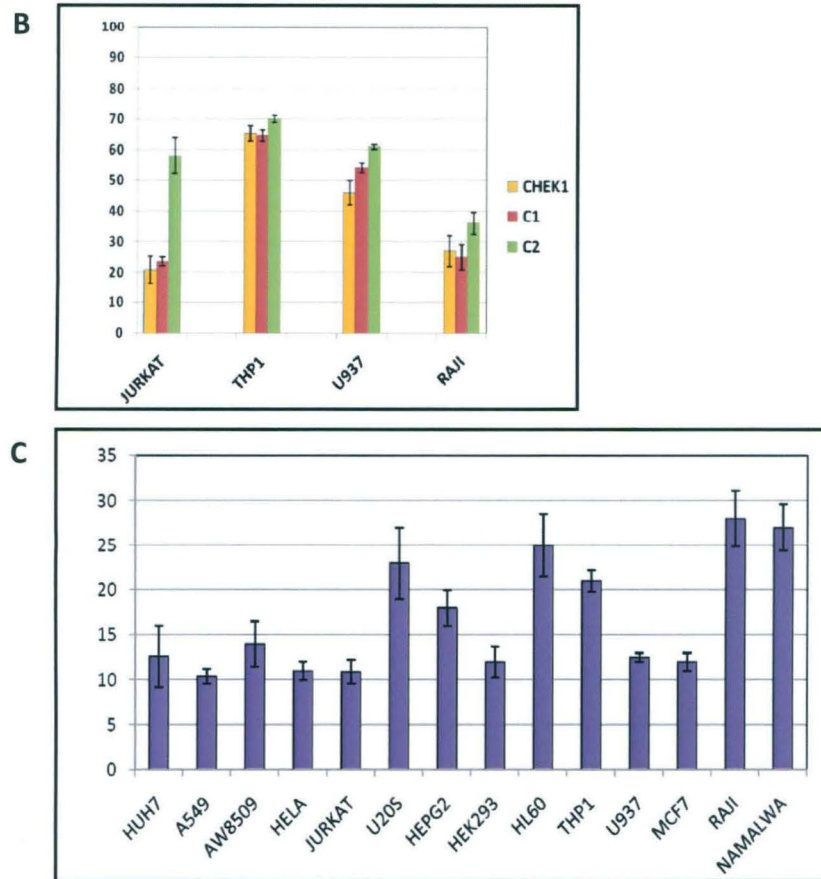 B
100
90
80
70
60
50
40
30
20
10
0
JURKAT
THP1
U937
RAJI
CHEK1
C1
C2
C
35
30
25
20
15
10
5
0
HUH7
A549
AW8509
HELA
JURKAT
U20S
HEPG2
HEK293
HL60
THP1
U937
MCF7
RAJI
NAMALWA